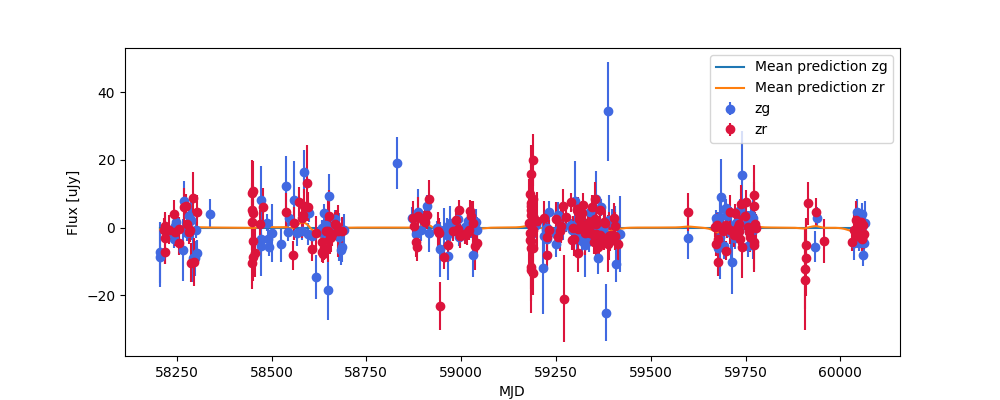 Mean prediction zg
Mean prediction zr
zg
zr
40
20
0
−20
Flux [uJy]
58250
58500
58750
59000
59250
59500
59750
60000
MJD